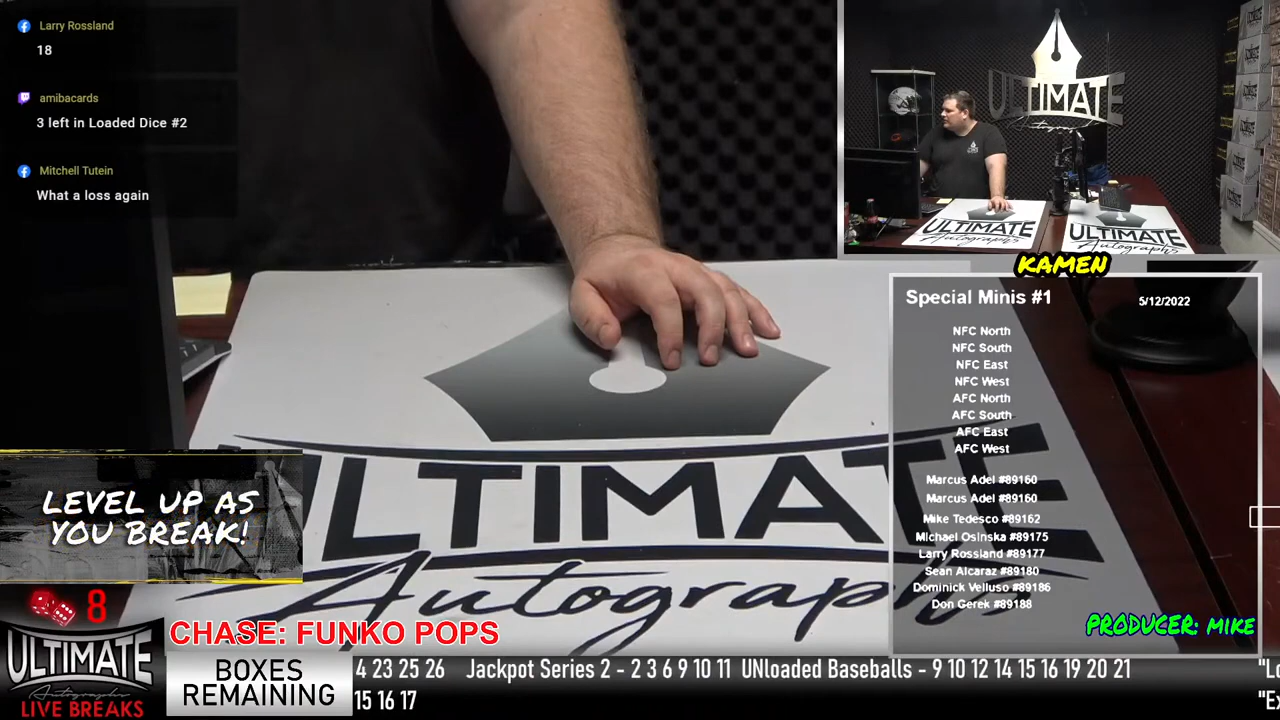 Larry Rossland
18
amibacards
3 left in Loaded Dice #2
Mitchell Tutein
What a loss again
ULTIMATE
ULTIMATE
Autographs
ULTIMATE
Autographs
KAMEN
Special Minis #1
5/12/2022
NFC North
NFC South
NFC East
NFC West
AFC North
AFC South
AFC East
AFC West
Marcus Adel #89160
Marcus Adel #89160
Mike Tedesco #89162
Michael Osinska #89175
Larry Rossland #89177
Sean Alcaraz #89180
Dominick Velluso #89186
Don Gerek #89188
PRODUCER: MIKE
ULTIMATE
Autographs
LEVEL UP AS
YOU BREAK!
8
ULTIMATE
Autographs
LIVE BREAKS
CHASE: FUNKO POPS
BOXES
REMAINING
4 23 25 26 Jackpot Series 2 - 2 3 6 9 10 11 UNloaded Baseballs - 9 10 12 14 15 16 19 20 21
15 16 17